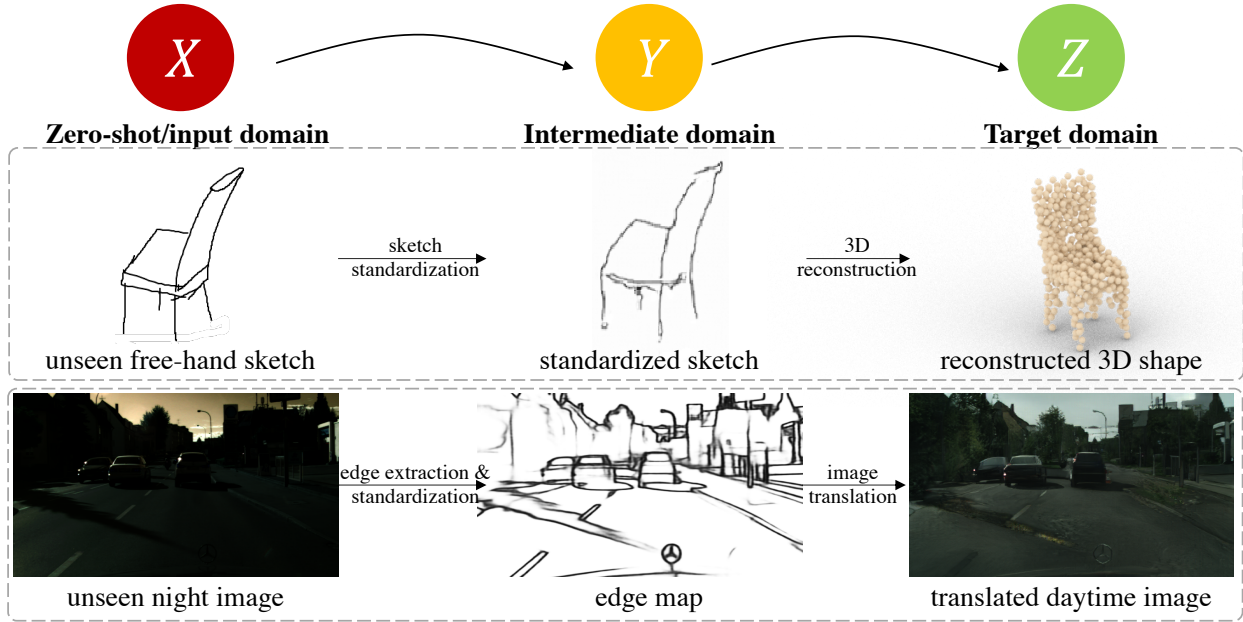 X
Y
Z
Zero-shot/input domain
Intermediate domain
Target domain
sketch
standardization
3D
reconstruction
unseen free-hand sketch
standardized sketch
reconstructed 3D shape
edge extraction &
standardization
image
translation
unseen night image
edge map
translated daytime image